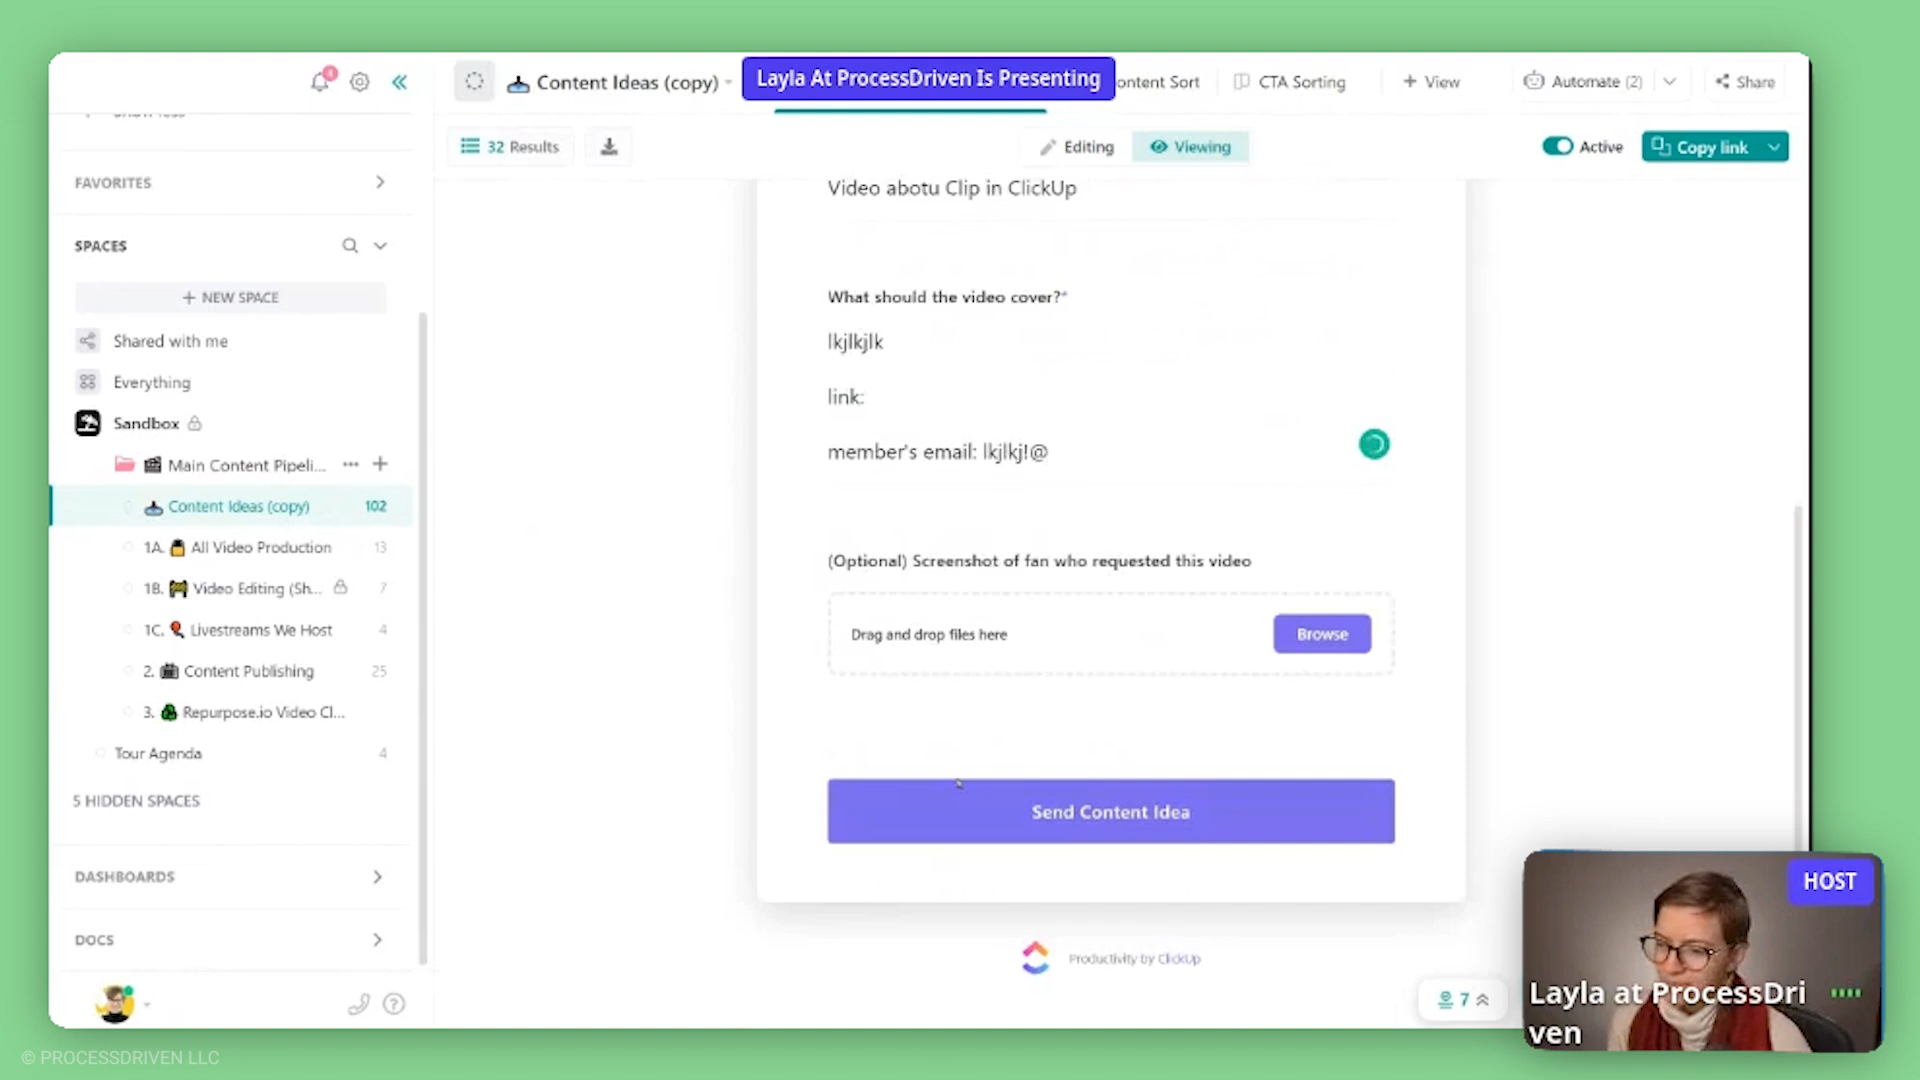 4
Content Ideas (copy)
Layla At ProcessDriven Is Presenting
ontent Sort
CTA Sorting
+ View
Automate (2)
Share
32 Results
Editing
Viewing
Active
Copy link
FAVORITES
SPACES
+ NEW SPACE
Shared with me
Everything
Sandbox
Main Content Pipeli...
Content Ideas (copy) 102
1A. All Video Production 13
1B. Video Editing (Sh... 7
1C. Livestreams We Host 4
2. Content Publishing 25
3. Repurpose.io Video Cl...
Tour Agenda 4
5 HIDDEN SPACES
DASHBOARDS
DOCS
Video abotu Clip in ClickUp
What should the video cover?*
lkjlkjlk
link:
member's email: lkjlkj!@
(Optional) Screenshot of fan who requested this video
Drag and drop files here
Browse
Send Content Idea
Productivity by ClickUp
7
HOST
Layla at ProcessDri
ven
© PROCESSDRIVEN LLC